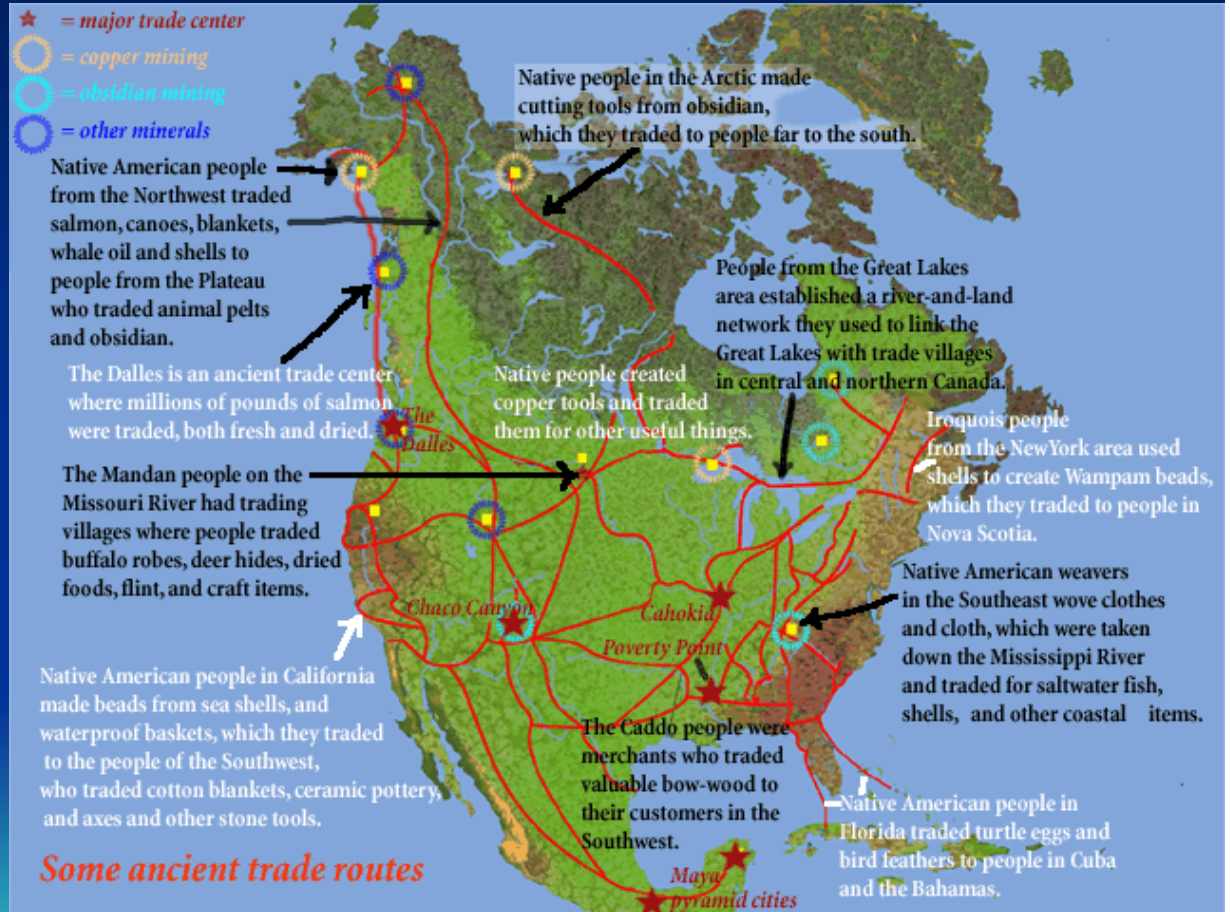 = major trade center
= copper mining
= obsidian mining
= other minerals
Native people in the Arctic made
cutting tools from obsidian,
which they traded to people far to the south.
Native American people
from the Northwest traded
salmon, canoes, blankets,
whale oil and shells to
people from the Plateau
who traded animal pelts
and obsidian.
People from the Great Lakes
area established a river-and-land
network they used to link the
Great Lakes with trade villages
in central and northern Canada.
The Dalles is an ancient trade center
where millions of pounds of salmon
were traded, both fresh and dried.
The
Dalles
Native people created
copper tools and traded
them for other useful things.
Iroquois people
from the NewYork area used
shells to create Wampam beads,
which they traded to people in
Nova Scotia.
The Mandan people on the
Missouri River had trading
villages where people traded
buffalo robes, deer hides, dried
foods, flint, and craft items.
Native American weavers
in the Southeast wove clothes
and cloth, which were taken
down the Mississippi River
and traded for saltwater fish,
shells, and other coastal items.
Chaco Canyon
Cahokia
Poverty Point
Native American people in California
made beads from sea shells, and
waterproof baskets, which they traded
to the people of the Southwest,
who traded cotton blankets, ceramic pottery,
and axes and other stone tools.
The Caddo people were
merchants who traded
valuable bow-wood to
their customers in the
Southwest.
Native American people in
Florida traded turtle eggs and
bird feathers to people in Cuba
and the Bahamas.
Some ancient trade routes
Maya
pyramid cities